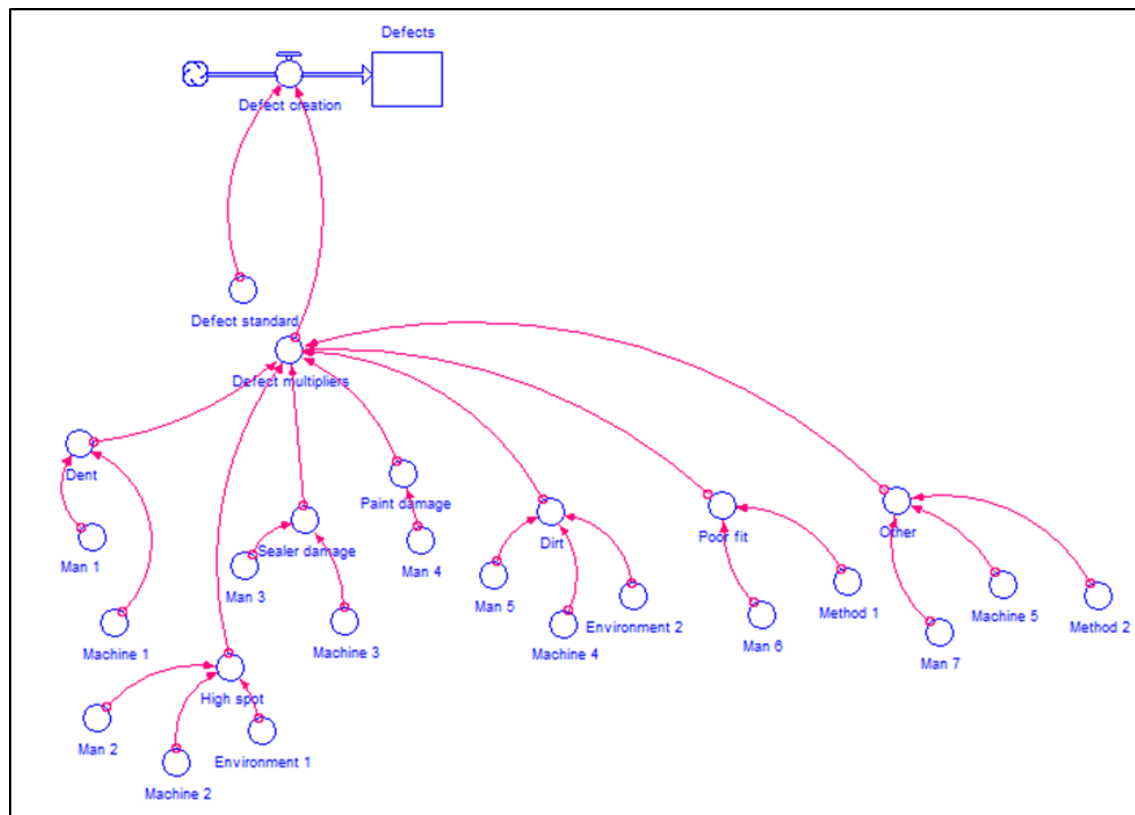 Defects
Defect creation
Defect standard
Defect multipliers
Dent
Paint damage
Poor fit
Other
Man 1
Sealer damage
Dirt
Man 3
Man 4
Man 5
Method 1
Machine 5
Method 2
Environment 2
Machine 1
Machine 3
Machine 4
Man 6
Man 7
High spot
Man 2
Environment 1
Machine 2